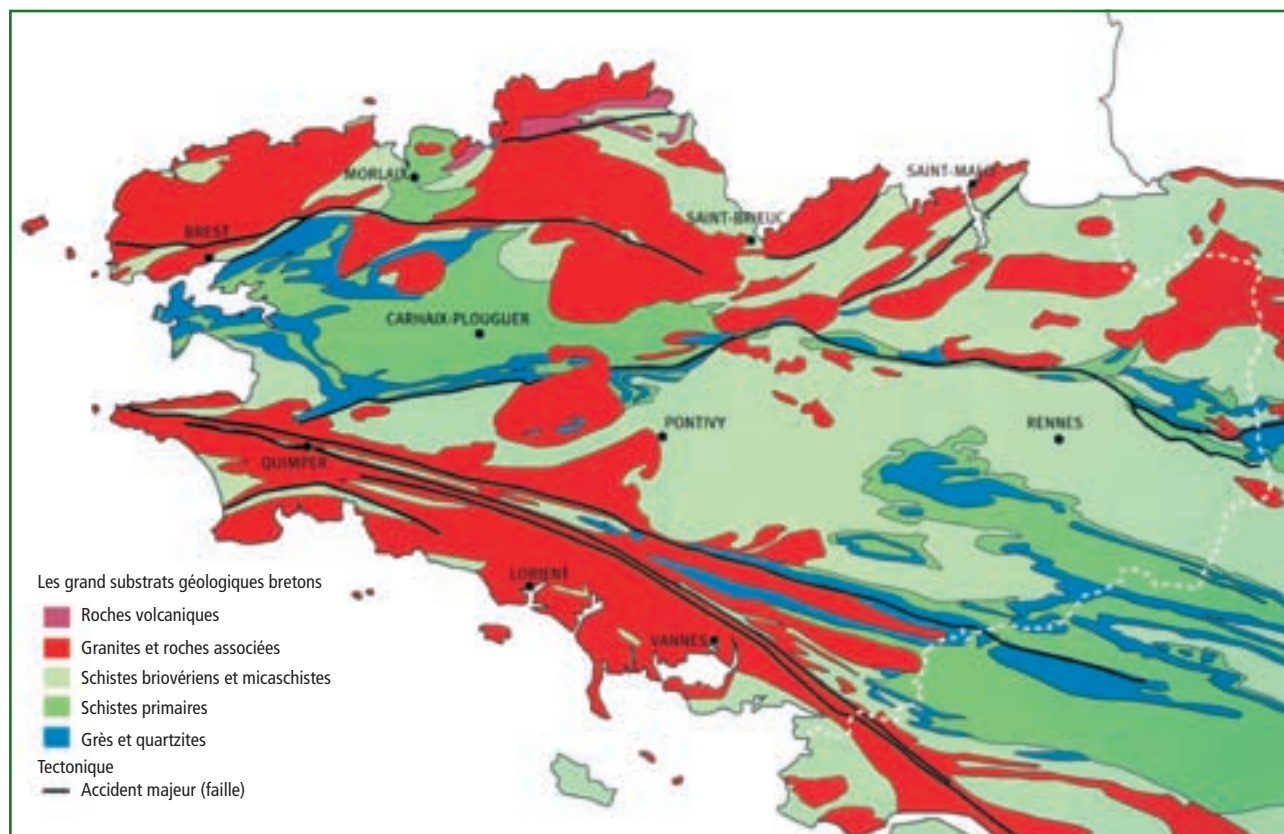 MORLAIX
SAINT-MALO
BREST
SAINT-BRIEUC
CARHAIX-PLOUGUER
PONTIVY
RENNES
QUIMPER
LORIENT
VANNES
Les grand substrats géologiques bretons
Roches volcaniques
Granites et roches associées
Schistes briovériens et micaschistes
Schistes primaires
Grès et quartzites
Tectonique
Accident majeur (faille)